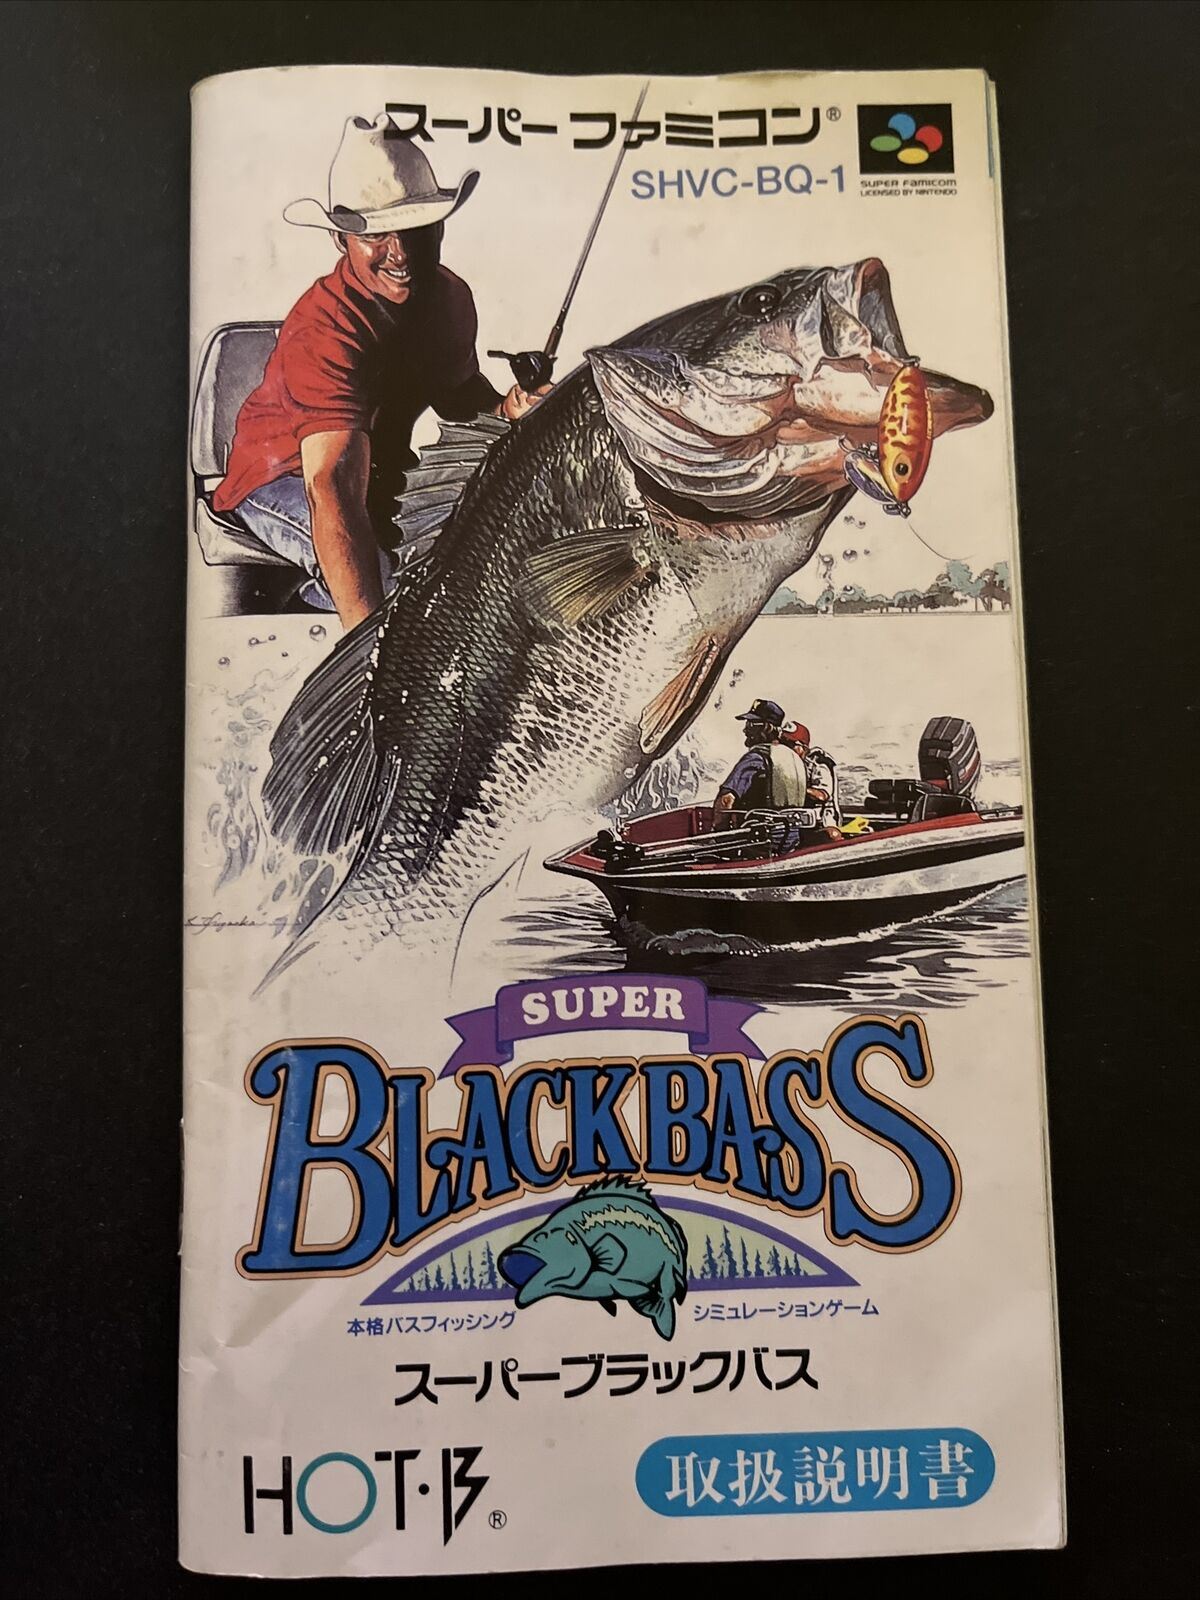 スーパーファミコン®
SHVC-BQ-1
SUPER FAMICOM
LICENSED BY NINTENDO
SUPER
BLACKBASS
本格バスフィッシング シミュレーションゲーム
スーパーブラックバス
HOT・B®
取扱説明書